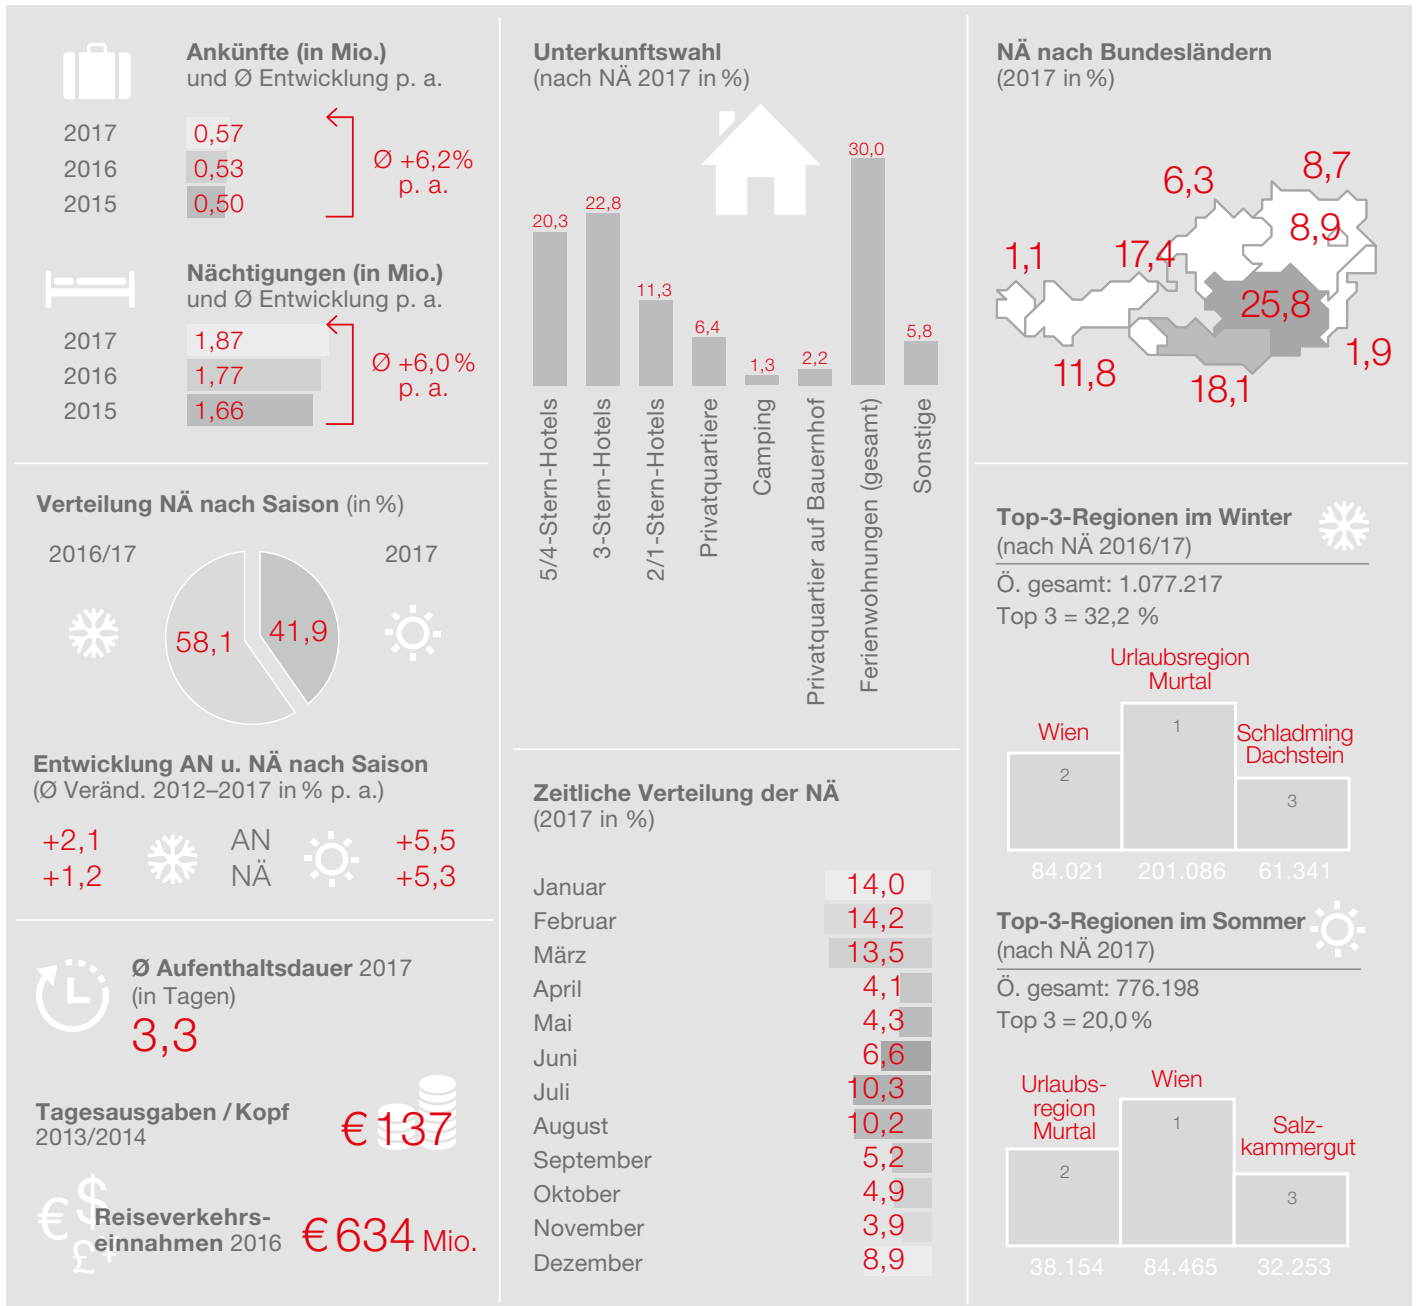 Ankünfte (in Mio.)
und Ø Entwicklung p. a.
2017 0,57
2016 0,53
2015 0,50
Ø +6,2%
p. a.
Nächtigungen (in Mio.)
und Ø Entwicklung p. a.
2017 1,87
2016 1,77
2015 1,66
Ø +6,0 %
p. a.
Verteilung NÄ nach Saison (in %)
2016/17 2017
58,1 41,9
Entwicklung AN u. NÄ nach Saison
(Ø Veränd. 2012–2017 in % p. a.)
+2,1 AN +5,5
+1,2 NÄ +5,3
Ø Aufenthaltsdauer 2017
(in Tagen)
3,3
Tagesausgaben / Kopf
2013/2014
€ 137
€ $ £ ¥
Reiseverkehrs-
einnahmen 2016
€ 634 Mio.
Unterkunftswahl
(nach NÄ 2017 in %)
20,3
22,8
11,3
6,4
1,3
2,2
30,0
5,8
5/4-Stern-Hotels
3-Stern-Hotels
2/1-Stern-Hotels
Privatquartiere
Camping
Privatquartier auf Bauernhof
Ferienwohnungen (gesamt)
Sonstige
Zeitliche Verteilung der NÄ
(2017 in %)
Januar 14,0
Februar 14,2
März 13,5
April 4,1
Mai 4,3
Juni 6,6
Juli 10,3
August 10,2
September 5,2
Oktober 4,9
November 3,9
Dezember 8,9
NÄ nach Bundesländern
(2017 in %)
8,7
6,3
8,9
1,1
17,4
25,8
1,9
11,8
18,1
Top-3-Regionen im Winter
(nach NÄ 2016/17)
Ö. gesamt: 1.077.217
Top 3 = 32,2 %
Urlaubsregion
Murtal
Wien
Schladming
Dachstein
1
2
3
84.021 201.086 61.341
Top-3-Regionen im Sommer
(nach NÄ 2017)
Ö. gesamt: 776.198
Top 3 = 20,0 %
Urlaubs-
region
Murtal
Wien
Salz-
kammergut
1
2
3
38.154 84.465 32.253